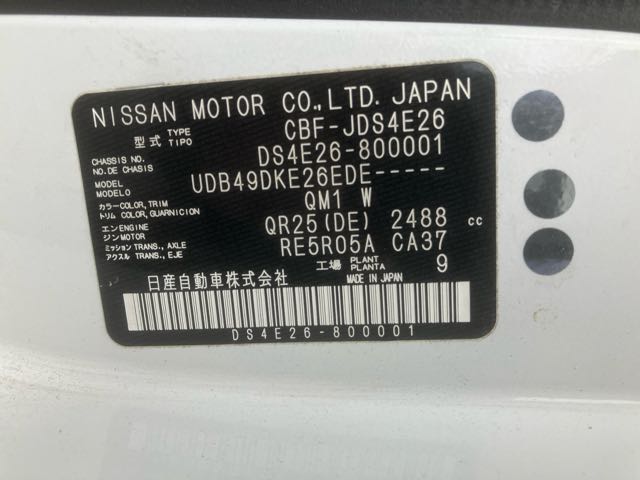 NISSAN MOTOR CO.,LTD. JAPAN
型式 TYPE TIPO CBF-JDS4E26
CHASSIS NO. NO. DE CHASIS DS4E26-800001
MODEL MODELO UDB49DKE26EDE-----
カラー COLOR, TRIM トリム COLOR, GUARNICION QM1 W
エンジン ENGINE MOTOR QR25(DE) 2488 cc
ミッション TRANS., AXLE アクスル TRANS., EJE RE5R05A CA37
工場 PLANT PLANTA 9
日産自動車株式会社 MADE IN JAPAN
DS4E26-800001